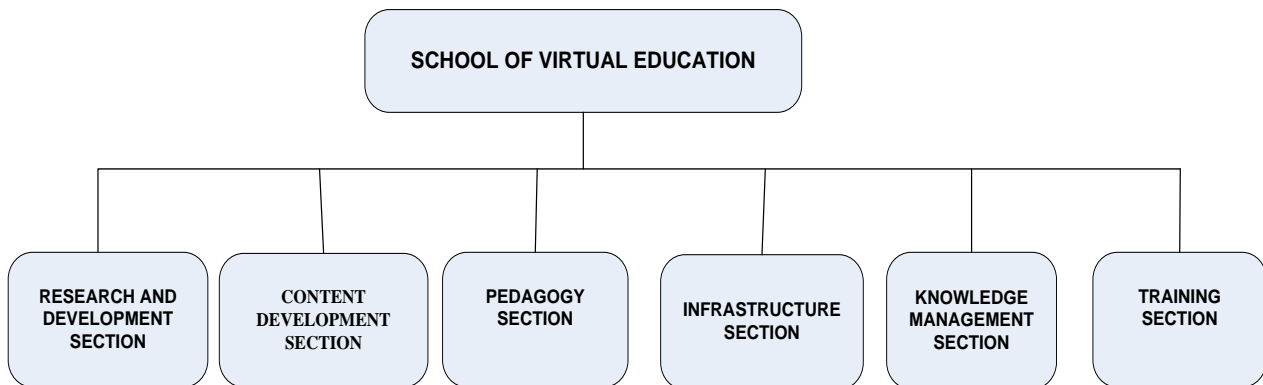 SCHOOL OF VIRTUAL EDUCATION
RESEARCH AND
DEVELOPMENT
SECTION
CONTENT
DEVELOPMENT
SECTION
PEDAGOGY
SECTION
INFRASTRUCTURE
SECTION
KNOWLEDGE
MANAGEMENT
SECTION
TRAINING
SECTION